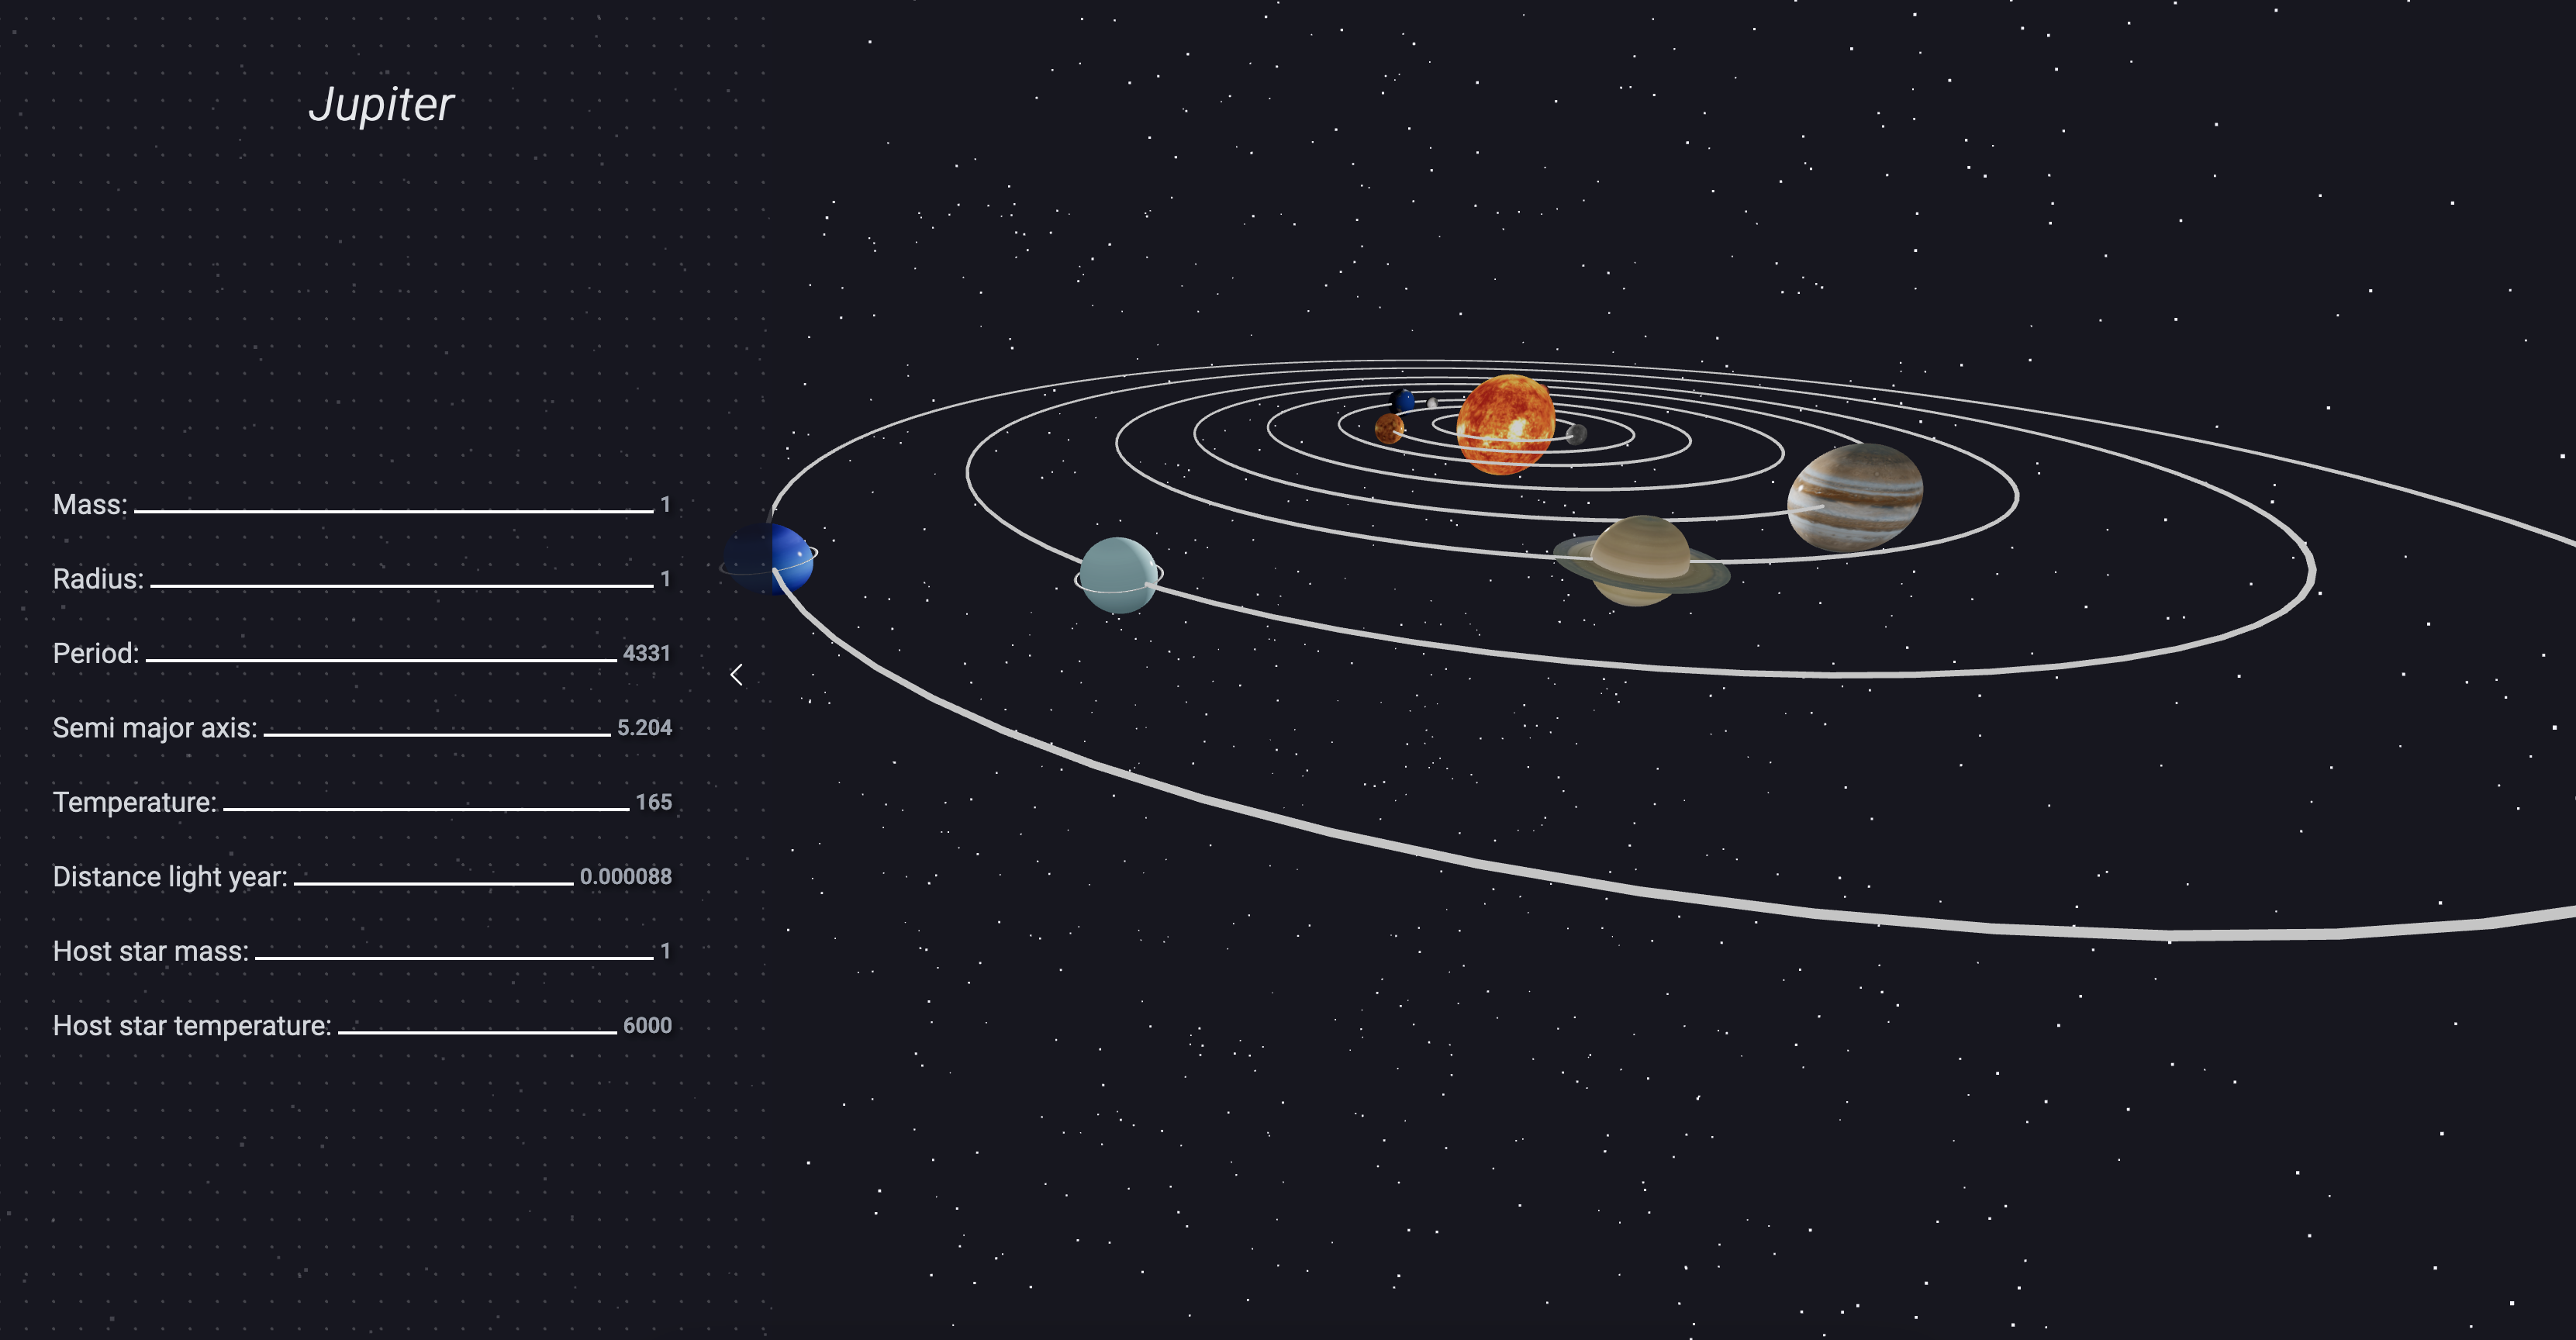 Jupiter
Mass: 1
Radius: 1
Period: 4331
Semi major axis: 5.204
Temperature: 165
Distance light year: 0.000088
Host star mass: 1
Host star temperature: 6000